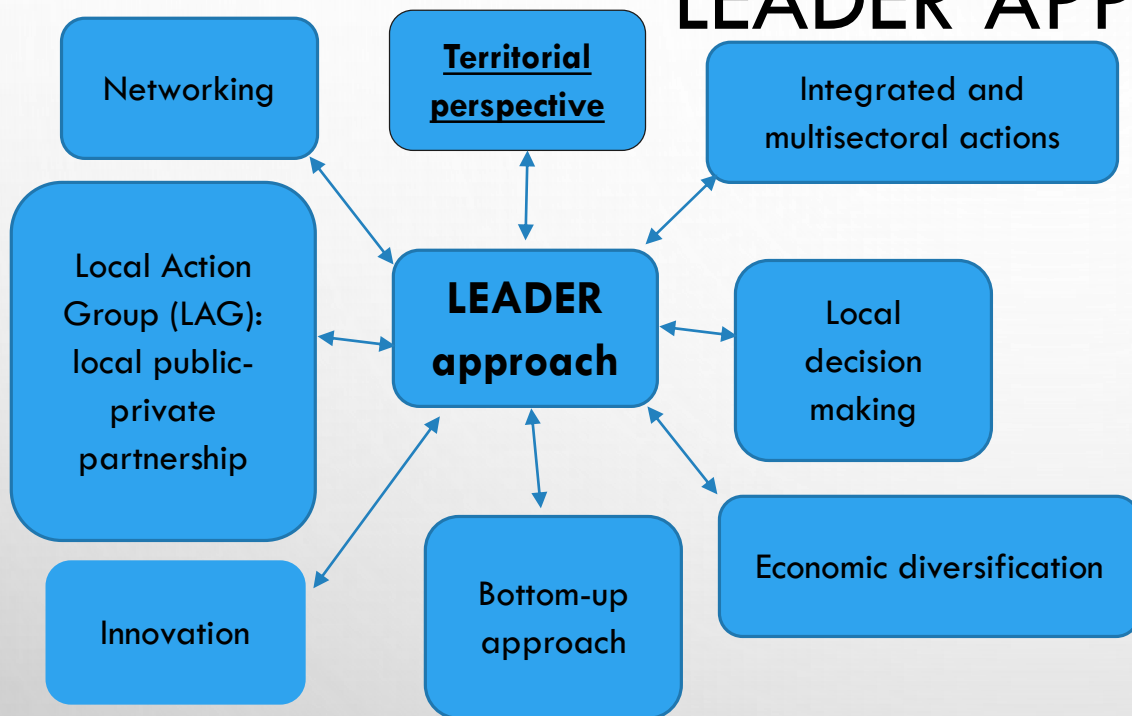 LEADER APP
Networking
Territorial
perspective
Integrated and
multisectoral actions
Local Action
Group (LAG):
local public-
private
partnership
LEADER
approach
Local
decision
making
Innovation
Bottom-up
approach
Economic diversification